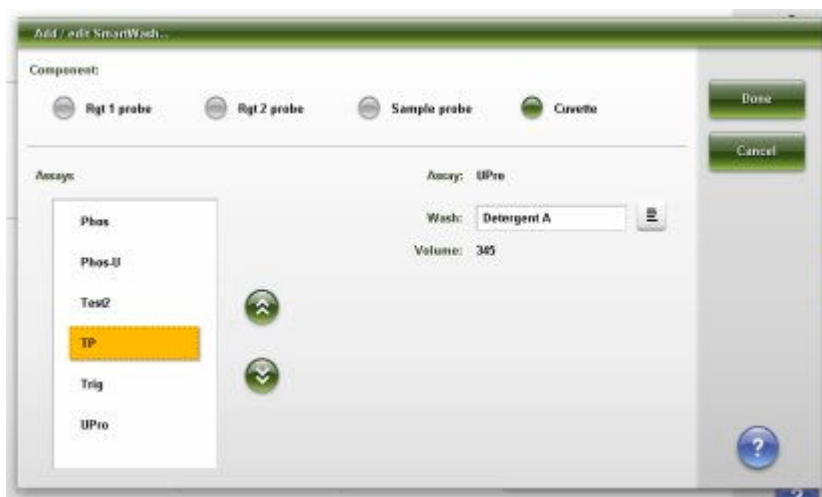 Add / edit SmartWash...
Component:
Rgt 1 probe Rgt 2 probe Sample probe Cuvette
Done
Cancel
Assays
Phos
Phos-U
Test2
TP
Trig
UPro
Assay: UPro
Wash: Detergent A
Volume: 345
?
?